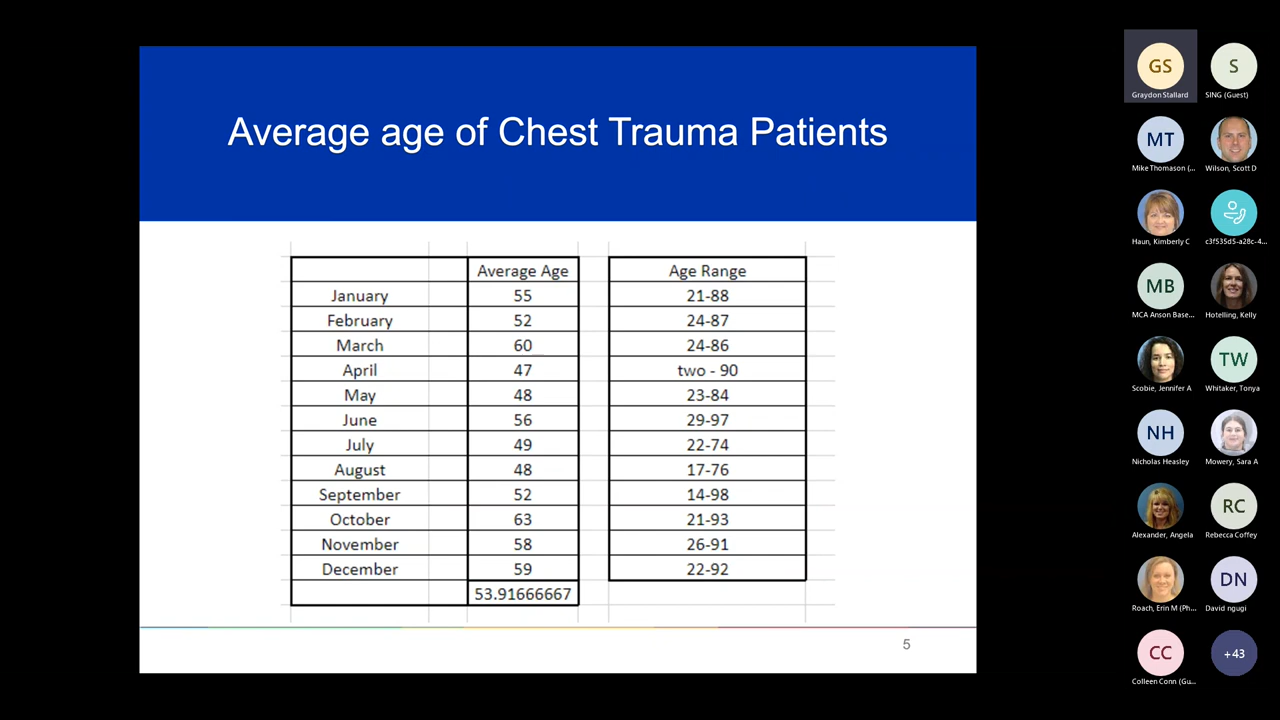 Average age of Chest Trauma Patients
Average Age Age Range
January 55 21-88
February 52 24-87
March 60 24-86
April 47 two - 90
May 48 23-84
June 56 29-97
July 49 22-74
August 48 17-76
September 52 14-98
October 63 21-93
November 58 26-91
December 59 22-92
53.91666667
5
GS S
Graydon Stallard SING (Guest)
MT
Mike Thomason (... Wilson, Scott D
Haun, Kimberly C c3f535d5-a28c-4...
MB
MCA Anson Base... Hotelling, Kelly
TW
Scobie, Jennifer A Whitaker, Tonya
NH
Nicholas Heasley Mowery, Sara A
RC
Alexander, Angela Rebecca Coffey
DN
Roach, Erin M (Ph... David ngugi
CC +43
Colleen Conn (Gu...